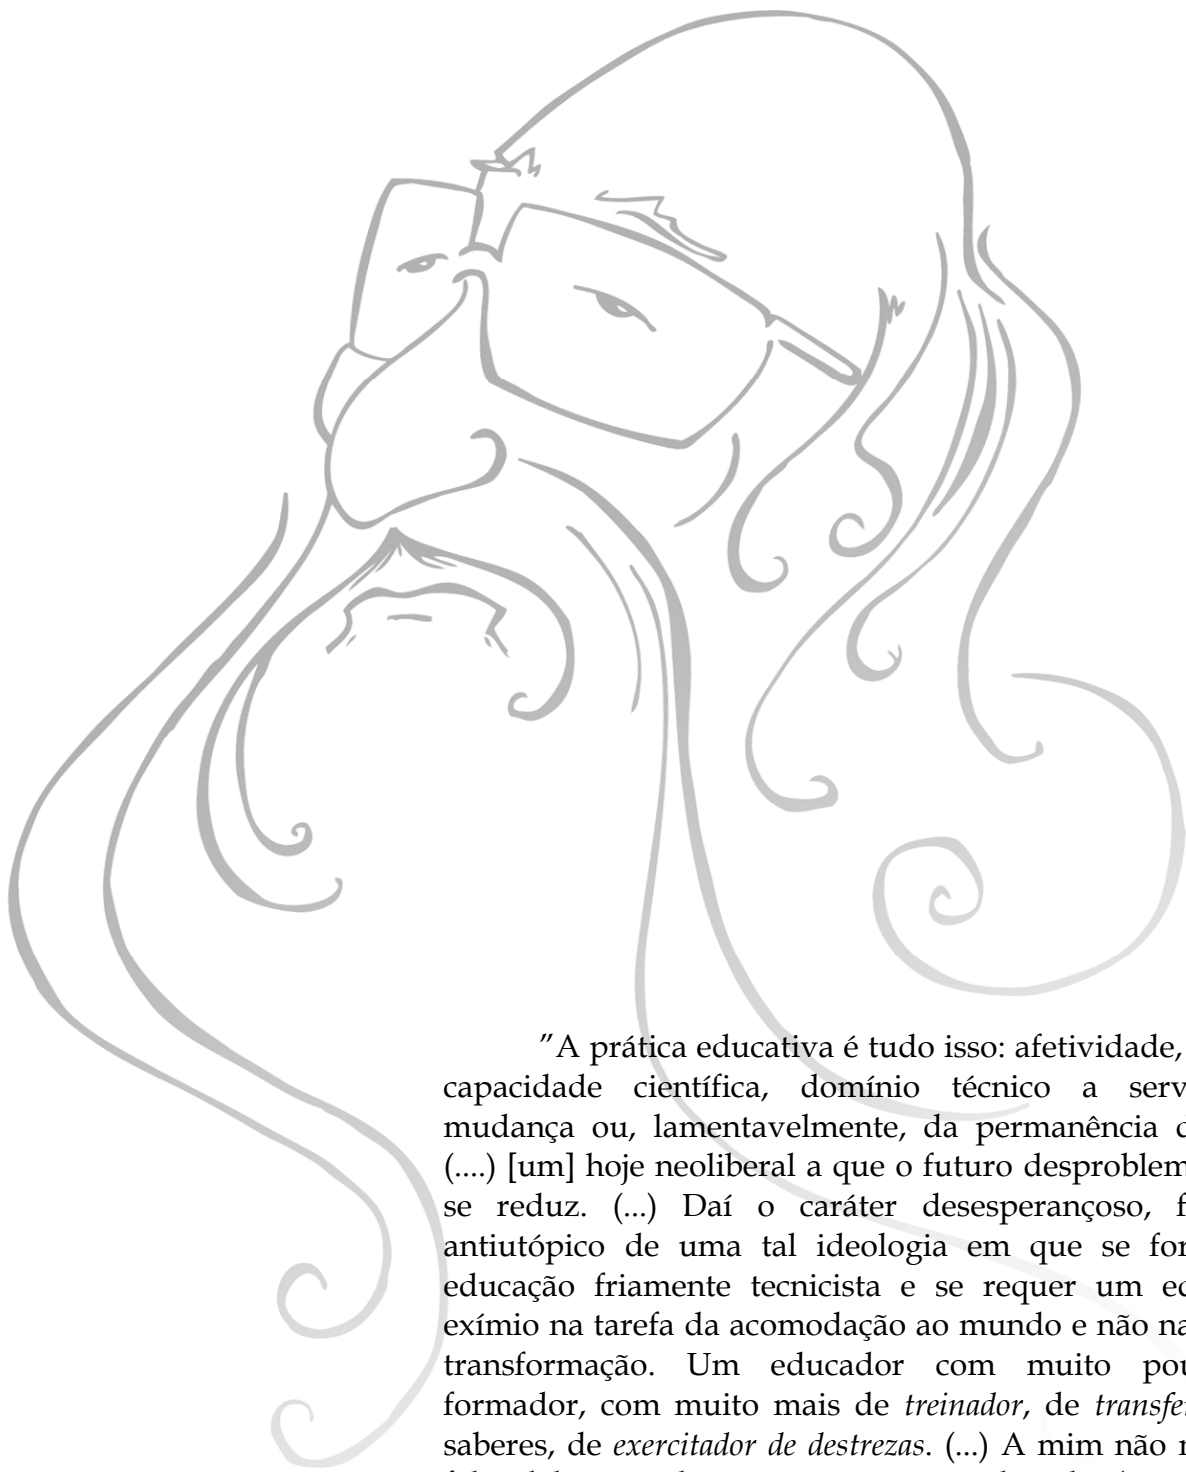 "A prática educativa é tudo isso: afetividade,
capacidade científica, domínio técnico a serv
mudança ou, lamentavelmente, da permanência
(....) [um] hoje neoliberal a que o futuro desproblem
se reduz. (...) Daí o caráter desesperançoso, f
antiutópico de uma tal ideologia em que se for
educação friamente tecnicista e se requer um
exímio na tarefa da acomodação ao mundo e não na
transformação. Um educador com muito pou
formador, com muito mais de treinador, de transfe
saberes, de exercitador de destrezas. (...) A mim não